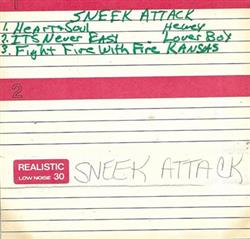 SNEEK ATTACK
1. HEART & Soul Heuey
2. ITS Never EASY Lover Boy
3. Fight Fire With Fire KANSAS
2
REALISTIC
LOW NOISE 30
SNEEK ATTACK